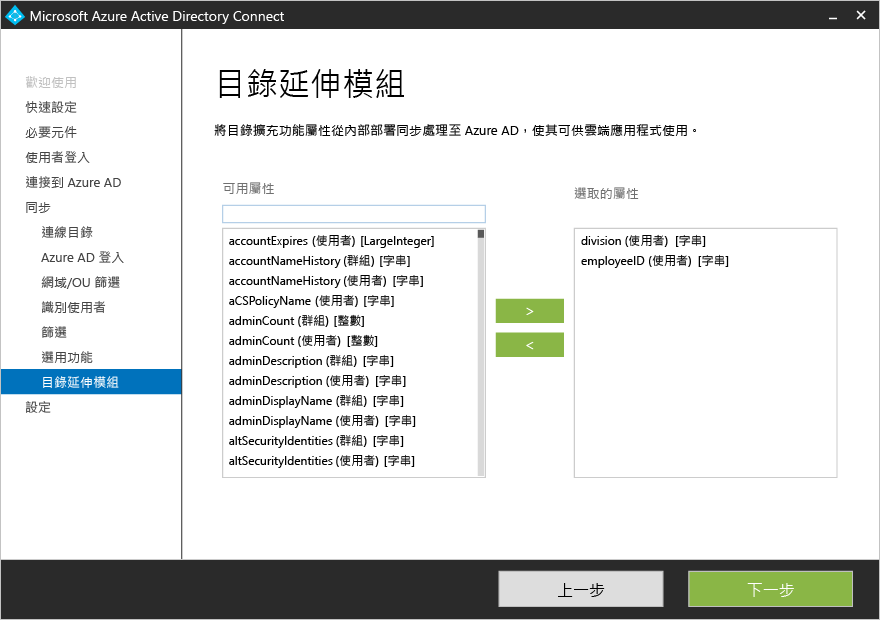 Microsoft Azure Active Directory Connect
歡迎使用
快速設定
必要元件
使用者登入
連接到 Azure AD
同步
連線目錄
Azure AD 登入
網域/OU 篩選
識別使用者
篩選
選用功能
目錄延伸模組
設定
目錄延伸模組
將目錄擴充功能屬性從內部部署同步處理至 Azure AD，使其可供雲端應用程式使用。
可用屬性
accountExpires (使用者) [LargeInteger]
accountNameHistory (群組) [字串]
accountNameHistory (使用者) [字串]
aCSPolicyName (使用者) [字串]
adminCount (群組) [整數]
adminCount (使用者) [整數]
adminDescription (群組) [字串]
adminDescription (使用者) [字串]
adminDisplayName (群組) [字串]
adminDisplayName (使用者) [字串]
altSecurityIdentities (群組) [字串]
altSecurityIdentities (使用者) [字串]
>
<
選取的屬性
division (使用者) [字串]
employeeID (使用者) [字串]
上一步
下一步